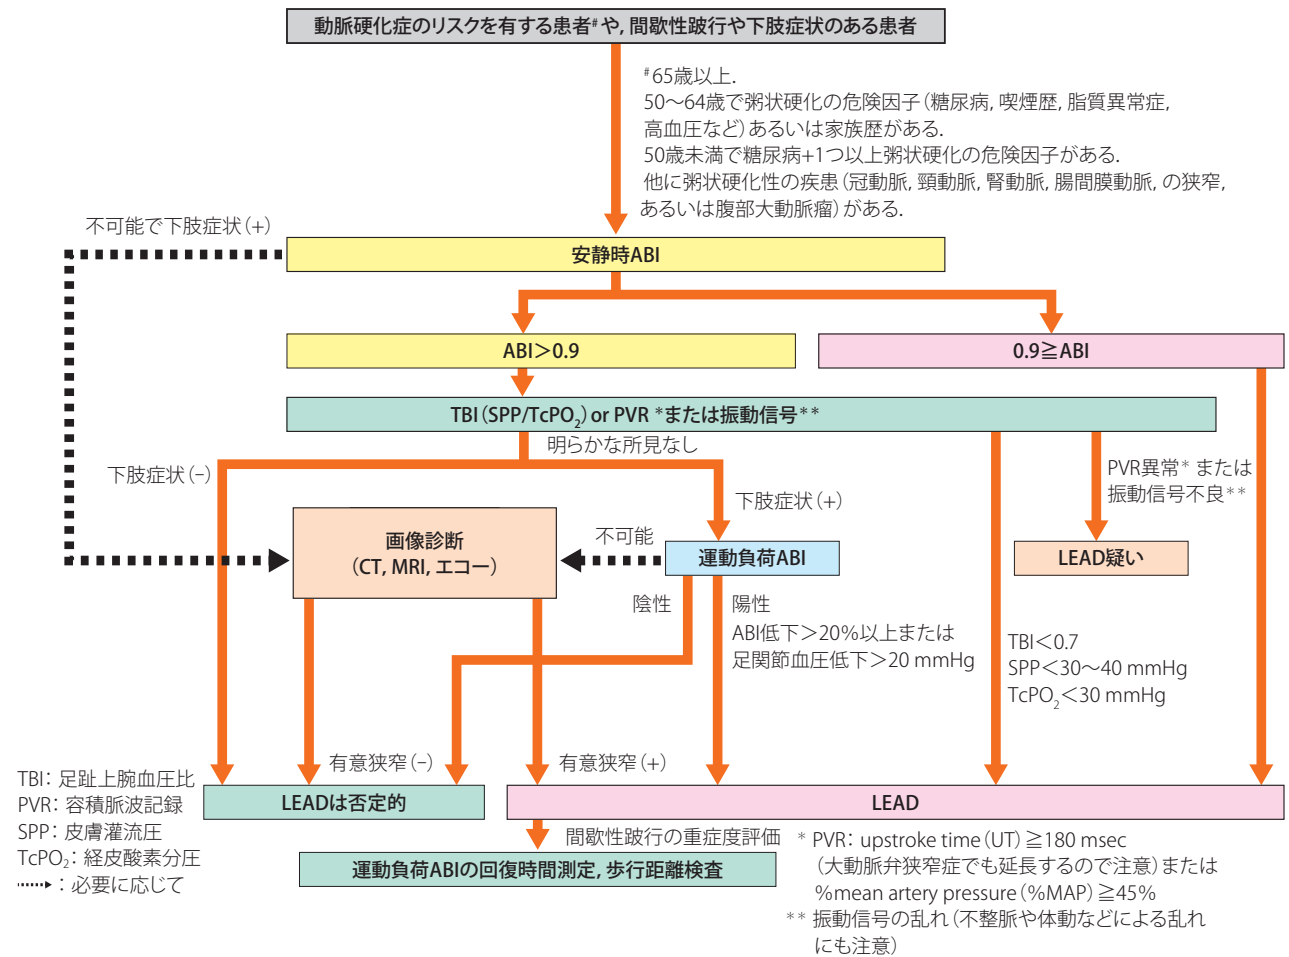 動脈硬化症のリスクを有する患者#や, 間歇性跛行や下肢症状のある患者
#65歳以上.
50〜64歳で粥状硬化の危険因子(糖尿病, 喫煙歴, 脂質異常症,
高血圧など)あるいは家族歴がある.
50歳未満で糖尿病+1つ以上粥状硬化の危険因子がある.
他に粥状硬化性の疾患(冠動脈, 頸動脈, 腎動脈, 腸間膜動脈, の狭窄,
あるいは腹部大動脈瘤)がある.
不可能で下肢症状(+)
安静時ABI
ABI>0.9
0.9≧ABI
TBI(SPP/TcPO₂)or PVR *または振動信号**
明らかな所見なし
下肢症状(−)
下肢症状(+)
PVR異常* または
振動信号不良**
画像診断
(CT, MRI, エコー)
不可能
運動負荷ABI
LEAD疑い
陰性
陽性
ABI低下>20%以上または
足関節血圧低下>20 mmHg
TBI<0.7
SPP<30〜40 mmHg
TcPO₂<30 mmHg
有意狭窄(−)
有意狭窄(+)
LEADは否定的
LEAD
間歇性跛行の重症度評価
運動負荷ABIの回復時間測定, 歩行距離検査
TBI: 足趾上腕血圧比
PVR: 容積脈波記録
SPP: 皮膚灌流圧
TcPO₂: 経皮酸素分圧
: 必要に応じて
* PVR: upstroke time(UT)≧180 msec
(大動脈弁狭窄症でも延長するので注意)または
%mean artery pressure(%MAP)≧45%
** 振動信号の乱れ(不整脈や体動などによる乱れ
にも注意)